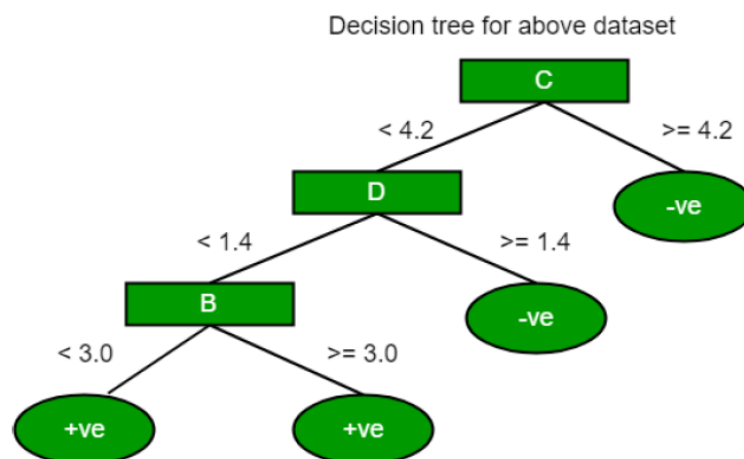 Decision tree for above dataset
C
< 4.2
>= 4.2
D
-ve
< 1.4
>= 1.4
B
-ve
< 3.0
>= 3.0
+ve
+ve